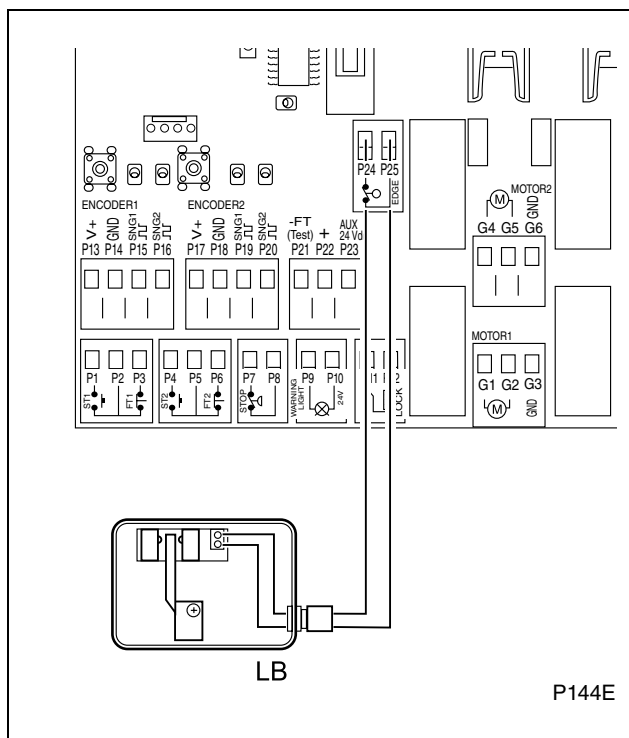 P24 P25
EDGE
ENCODER1 ENCODER2
V+ GND SNG1 SNG2 V+ GND SNG1 SNG2 -FT (Test) + AUX 24 Vd
P13 P14 P15 P16 P17 P18 P19 P20 P21 P22 P23
MOTOR2
M
GND
G4 G5 G6
MOTOR1
P1 P2 P3 P4 P5 P6 P7 P8 P9 P10
ST1 FT1 ST2 FT2 STOP WARNING LIGHT 24V LOCK
G1 G2 G3
M GND
LB
P144E